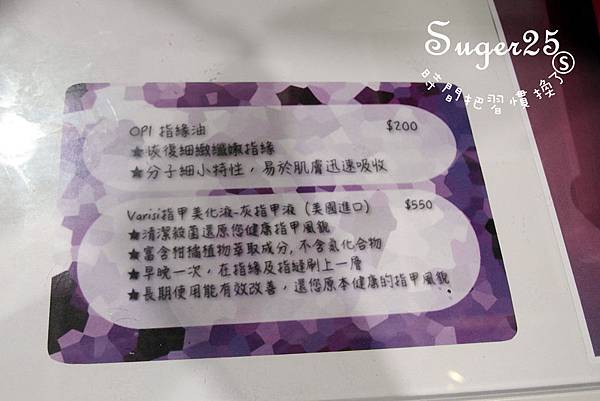 Suger25
S
時間把習慣換了
OPI 指緣油 $200
★恢復細緻纖嫩指緣
★分子細小特性，易於肌膚迅速吸收
Varisi指甲美化液-灰指甲液 (美國進口) $550
★清潔殺菌還原您健康指甲風貌
★富含柑橘植物萃取成分, 不含氯化合物
★早晚一次，在指緣及指縫刷上一層
★長期使用能有效改善，還您原本健康的指甲風貌